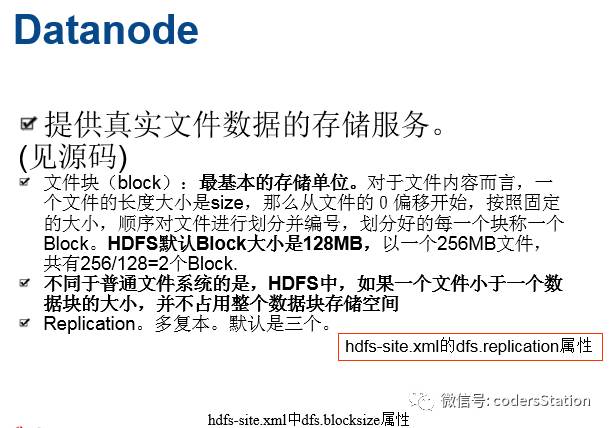 Datanode
提供真实文件数据的存储服务。
(见源码)
文件块（block）：最基本的存储单位。对于文件内容而言，一
个文件的长度大小是size，那么从文件的０偏移开始，按照固定
的大小，顺序对文件进行划分并编号，划分好的每一个块称一个
Block。HDFS默认Block大小是128MB，以一个256MB文件，
共有256/128=2个Block.
不同于普通文件系统的是，HDFS中，如果一个文件小于一个数
据块的大小，并不占用整个数据块存储空间
Replication。多复本。默认是三个。
hdfs-site.xml的dfs.replication属性
微信号: codersStation
hdfs-site.xml中dfs.blocksize属性